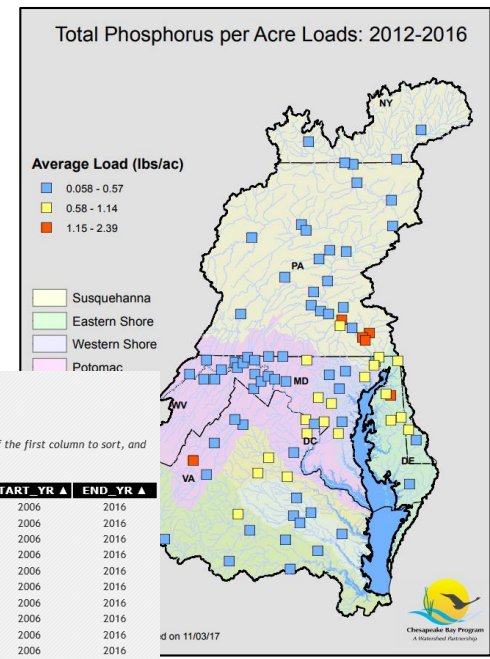 Total Phosphorus per Acre Loads: 2012-2016
NY
Average Load (lbs/ac)
0.058 - 0.57
0.58 - 1.14
1.15 - 2.39
PA
Susquehanna
Eastern Shore
Western Shore
Potomac
MD
WV
DC
DE
VA
f the first column to sort, and
TART_YR ▲ END_YR ▲
2006 2016
2006 2016
2006 2016
2006 2016
2006 2016
2006 2016
2006 2016
2006 2016
2006 2016
2006 2016
d on 11/03/17
Chesapeake Bay Program
A Watershed Partnership